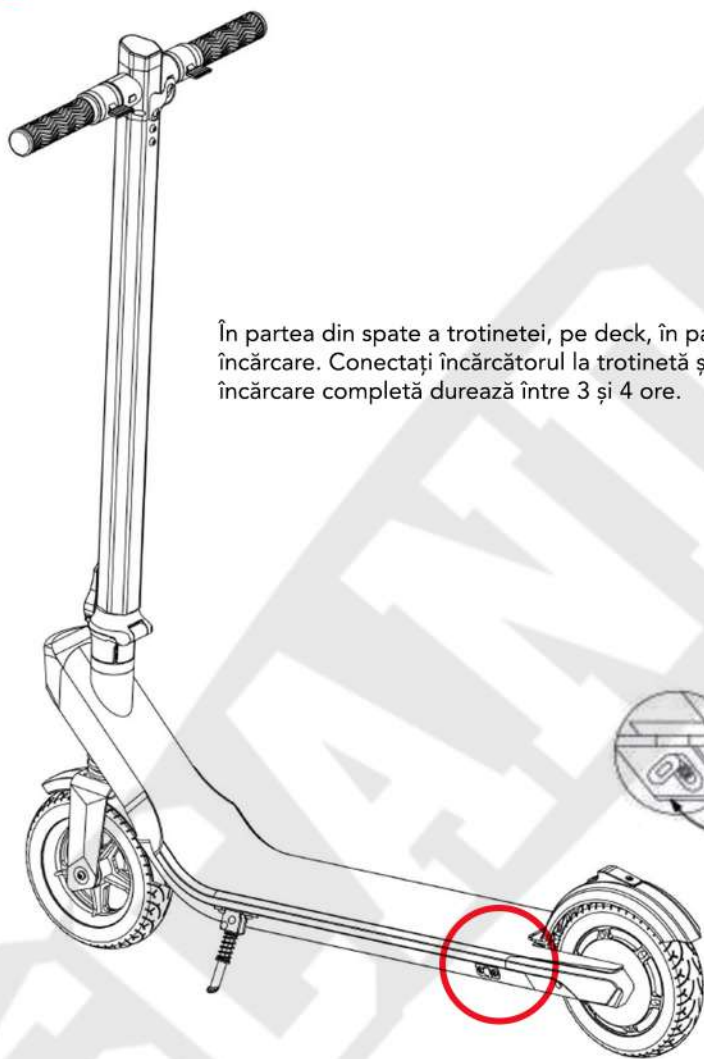 În partea din spate a trotinetei, pe deck, în
încărcare. Conectați încărcătorul la trotinetă
încărcare completă durează între 3 și 4 ore.